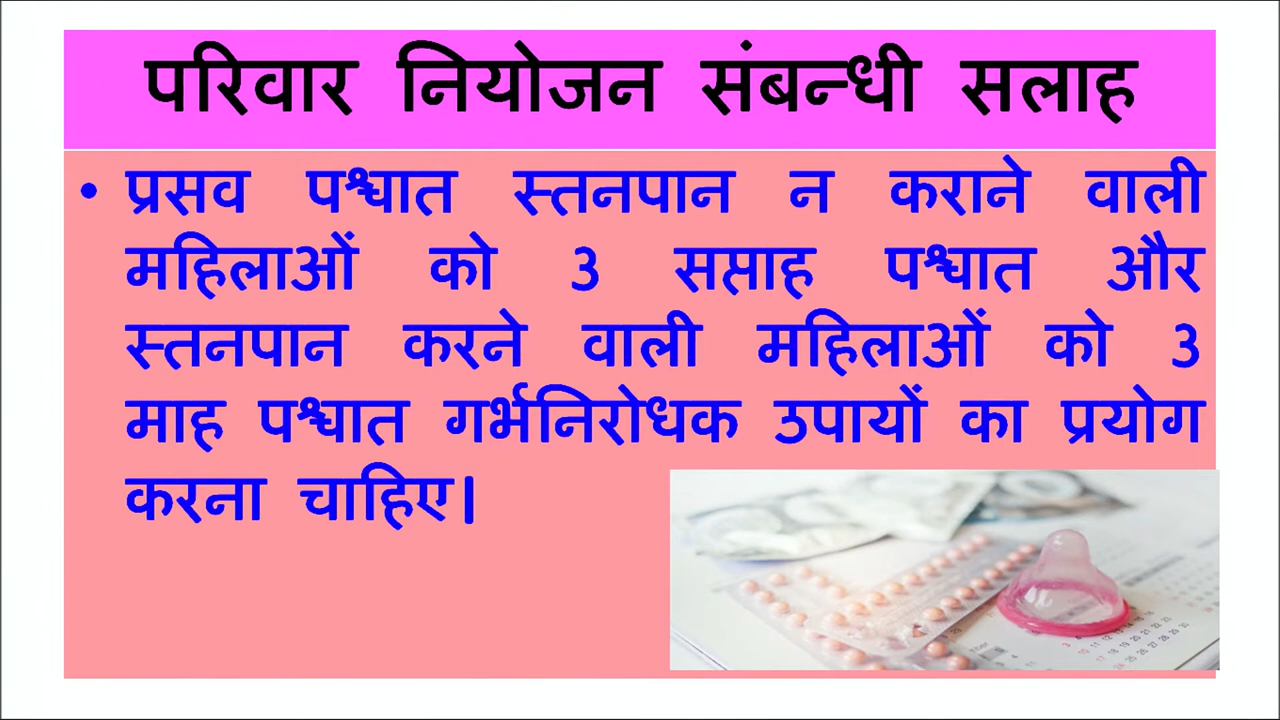 परिवार नियोजन संबन्धी सलाह
• प्रसव पश्चात स्तनपान न कराने वाली
महिलाओं को 3 सप्ताह पश्चात और
स्तनपान करने वाली महिलाओं को 3
माह पश्चात गर्भनिरोधक उपायों का प्रयोग
करना चाहिए।